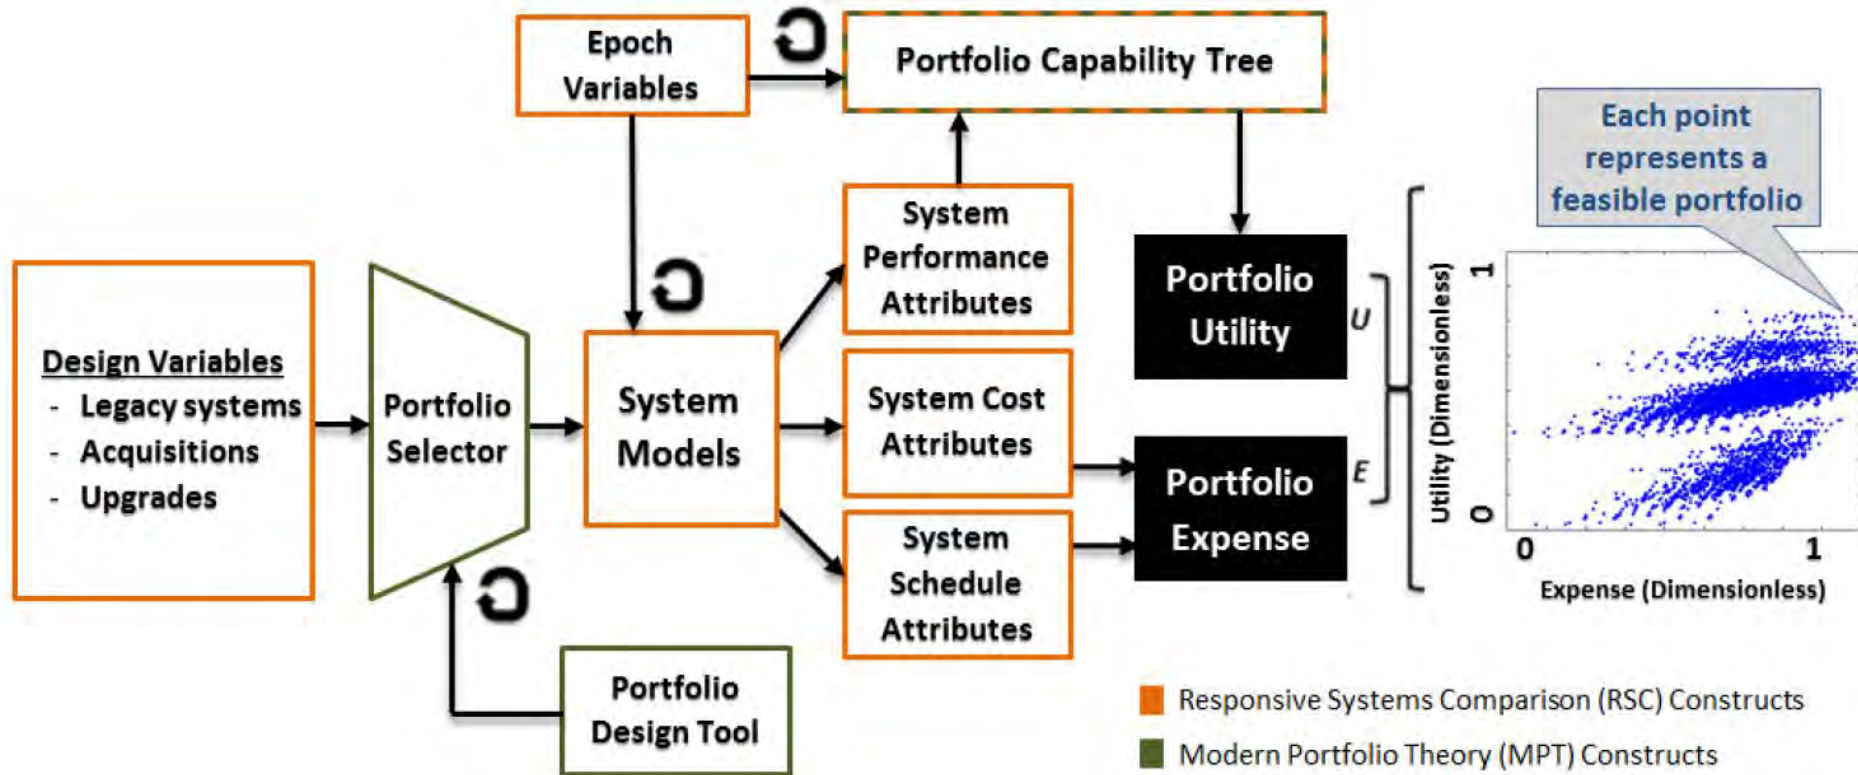 Epoch
Variables
Portfolio Capability Tree
Each point
represents a
feasible portfolio
System
Performance
Attributes
Portfolio
Utility
U
Design Variables
- Legacy systems
- Acquisitions
- Upgrades
Portfolio
Selector
System
Models
System Cost
Attributes
Portfolio
Expense
E
System
Schedule
Attributes
Portfolio
Design Tool
Utility (Dimensionless)
1
0
0
1
Expense (Dimensionless)
Responsive Systems Comparison (RSC) Constructs
Modern Portfolio Theory (MPT) Constructs